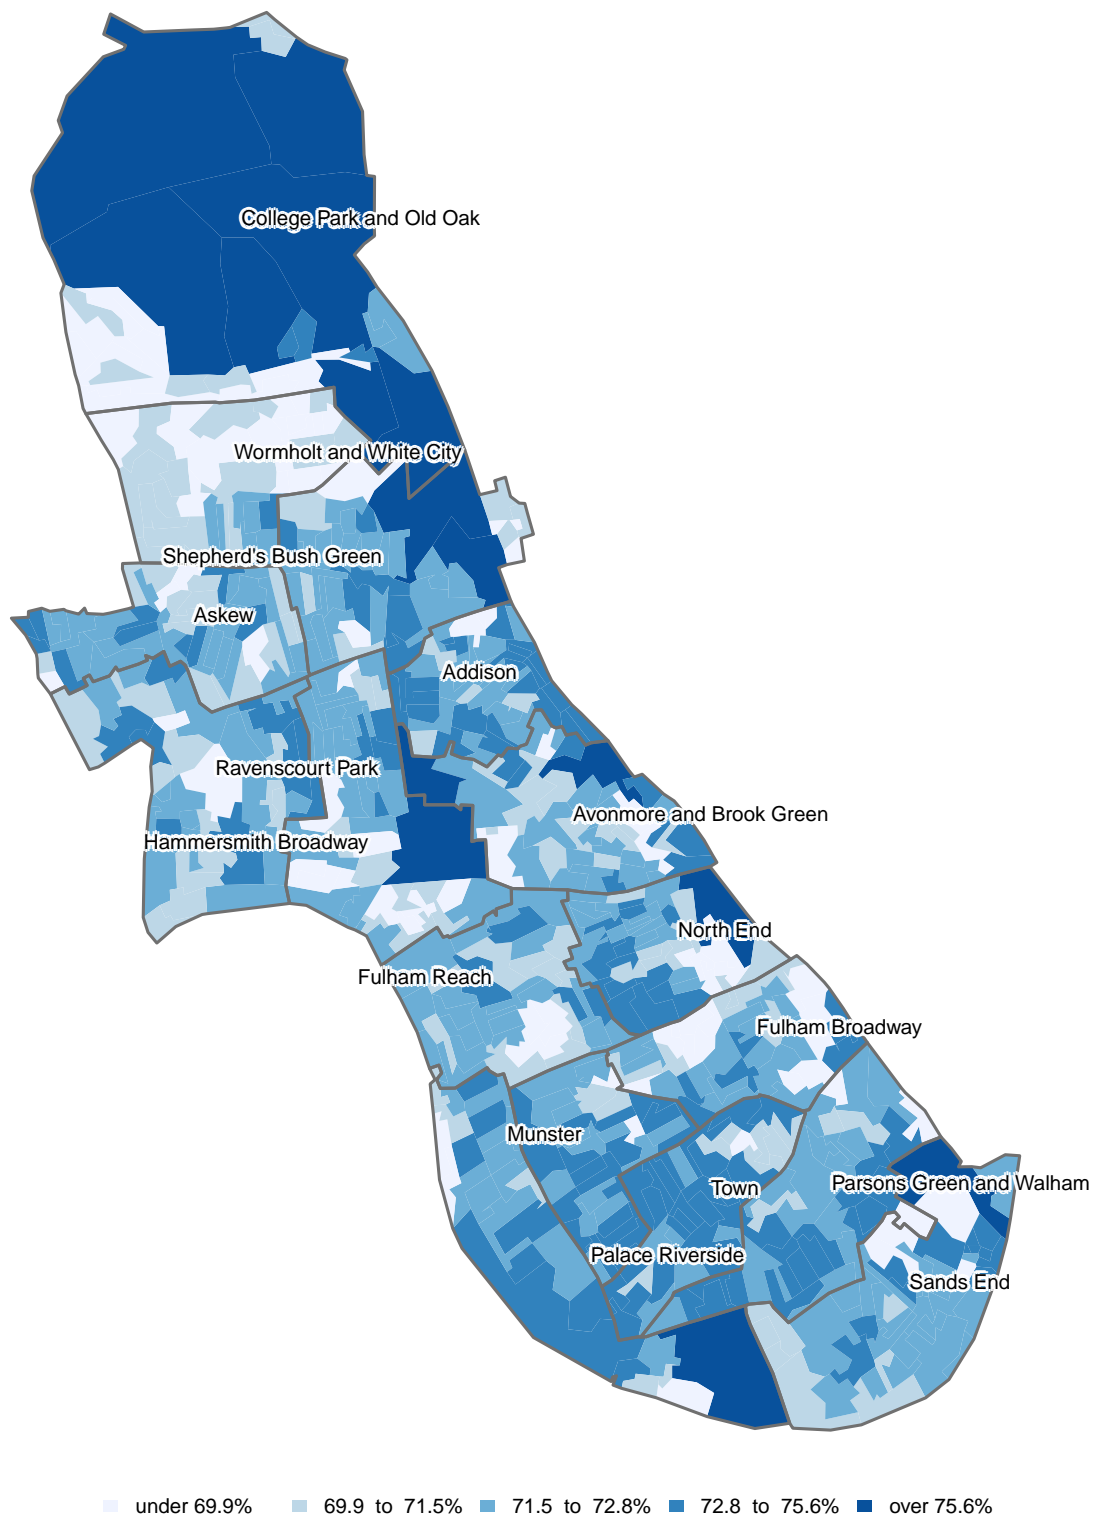 College Park and Old Oak
Wormholt and White City
Shepherd's Bush Green
Askew
Addison
Ravenscourt Park
Avonmore and Brook Green
Hammersmith Broadway
North End
Fulham Reach
Fulham Broadway
Munster
Parsons Green and Walham
Town
Palace Riverside
Sands End
under 69.9% 69.9 to 71.5% 71.5 to 72.8% 72.8 to 75.6% over 75.6%